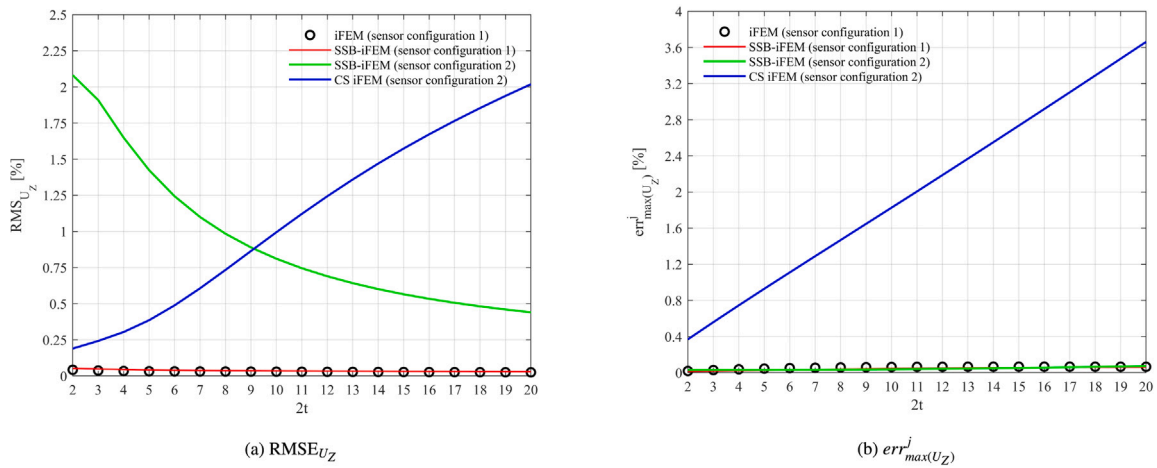 2.5
2.25
2
1.75
1.5
1.25
1
0.75
0.5
0.25
0
RMS_{U_Z} [%]
iFEM (sensor configuration 1)
SSB-iFEM (sensor configuration 1)
SSB-iFEM (sensor configuration 2)
CS iFEM (sensor configuration 2)
2 3 4 5 6 7 8 9 10 11 12 13 14 15 16 17 18 19 20
2t
(a) RMSE_{U_Z}
4
3.6
3.2
2.8
2.4
2
1.6
1.2
0.8
0.4
0
err^j_{max(U_Z)} [%]
iFEM (sensor configuration 1)
SSB-iFEM (sensor configuration 1)
SSB-iFEM (sensor configuration 2)
CS iFEM (sensor configuration 2)
2 3 4 5 6 7 8 9 10 11 12 13 14 15 16 17 18 19 20
2t
(b) err^j_{max(U_Z)}